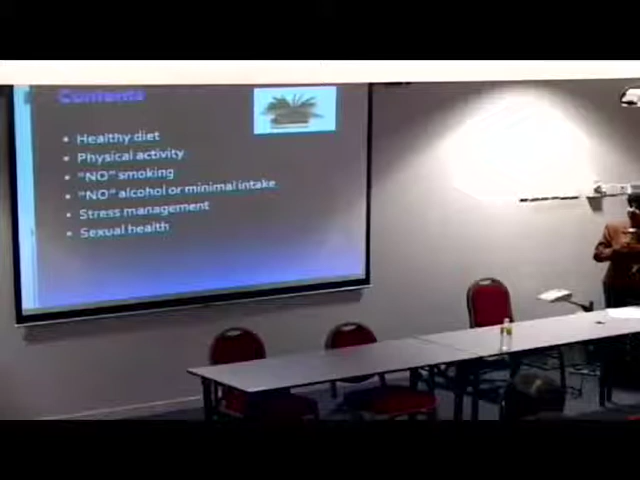 Contents
• Healthy diet
• Physical activity
• "NO" smoking
• "NO" alcohol or minimal intake
• Stress management
• Sexual health